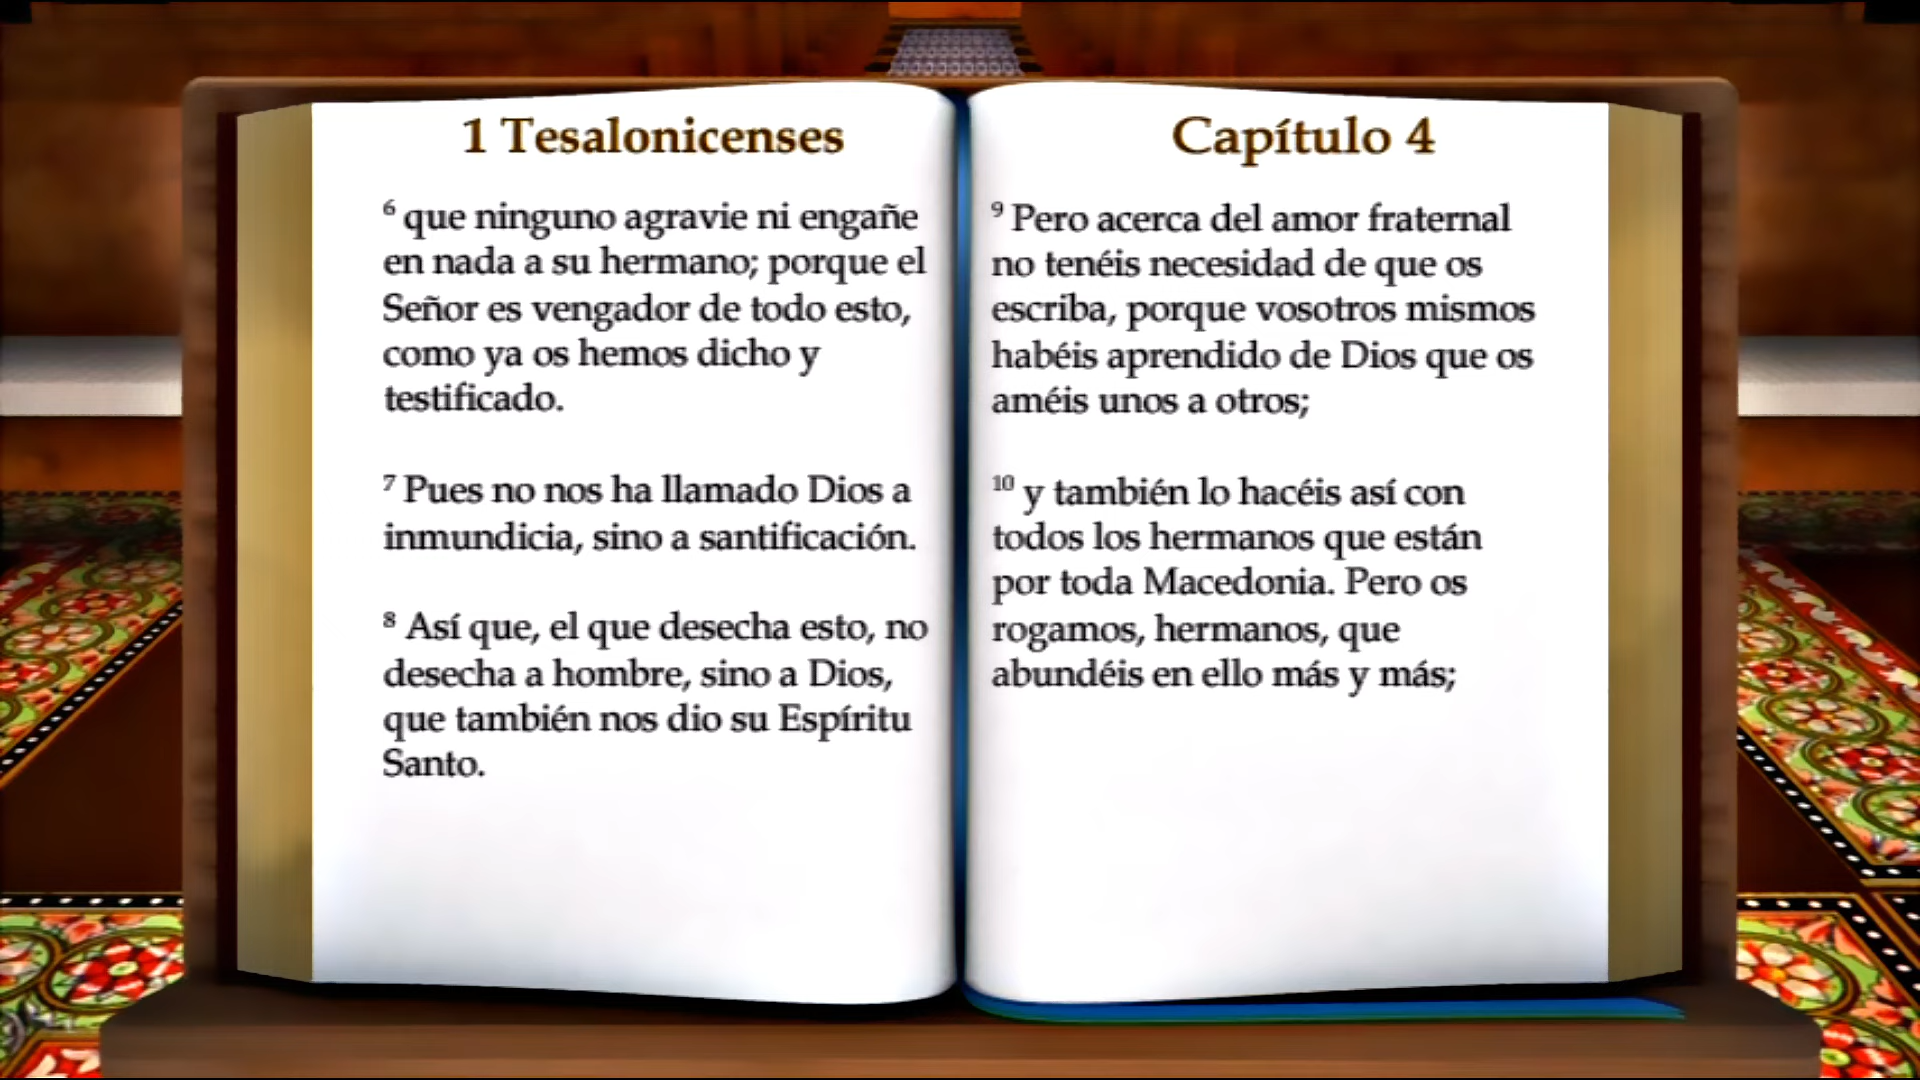 1 Tesalonicenses
6 que ninguno agravie ni engañe
en nada a su hermano; porque el
Señor es vengador de todo esto,
como ya os hemos dicho y
testificado.
7 Pues no nos ha llamado Dios a
inmundicia, sino a santificación.
8 Así que, el que desecha esto, no
desecha a hombre, sino a Dios,
que también nos dio su Espíritu
Santo.
Capítulo 4
9 Pero acerca del amor fraternal
no tenéis necesidad de que os
escriba, porque vosotros mismos
habéis aprendido de Dios que os
améis unos a otros;
10 y también lo hacéis así con
todos los hermanos que están
por toda Macedonia. Pero os
rogamos, hermanos, que
abundéis en ello más y más;